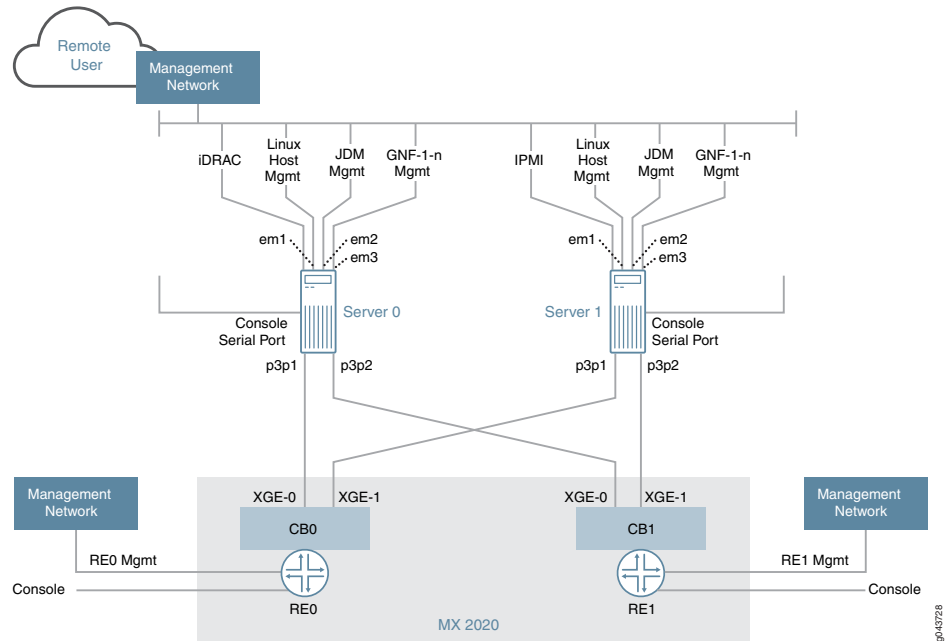 Remote
User
Management
Network
iDRAC
Linux
Host
Mgmt
JDM
Mgmt
GNF-1-n
Mgmt
IPMI
Linux
Host
Mgmt
JDM
Mgmt
GNF-1-n
Mgmt
em1
em2
em3
em1
em2
em3
Server 0
Server 1
Console
Serial Port
Console
Serial Port
p3p1
p3p2
p3p1
p3p2
Management
Network
XGE-0
XGE-1
XGE-0
XGE-1
Management
Network
CB0
CB1
RE0 Mgmt
RE1 Mgmt
Console
Console
RE0
RE1
MX 2020
g043728